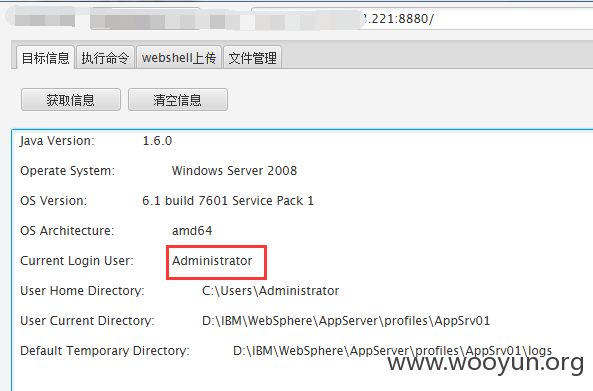 .221:8880/
目标信息 执行命令 webshell上传 文件管理
获取信息 清空信息
Java Version: 1.6.0
Operate System: Windows Server 2008
OS Version: 6.1 build 7601 Service Pack 1
OS Architecture: amd64
Current Login User: Administrator
User Home Directory: C:\Users\Administrator
User Current Directory: D:\IBM\WebSphere\AppServer\profiles\AppSrv01
Default Temporary Directory: D:\IBM\WebSphere\AppServer\profiles\AppSrv01\logs
www.wooyun.org